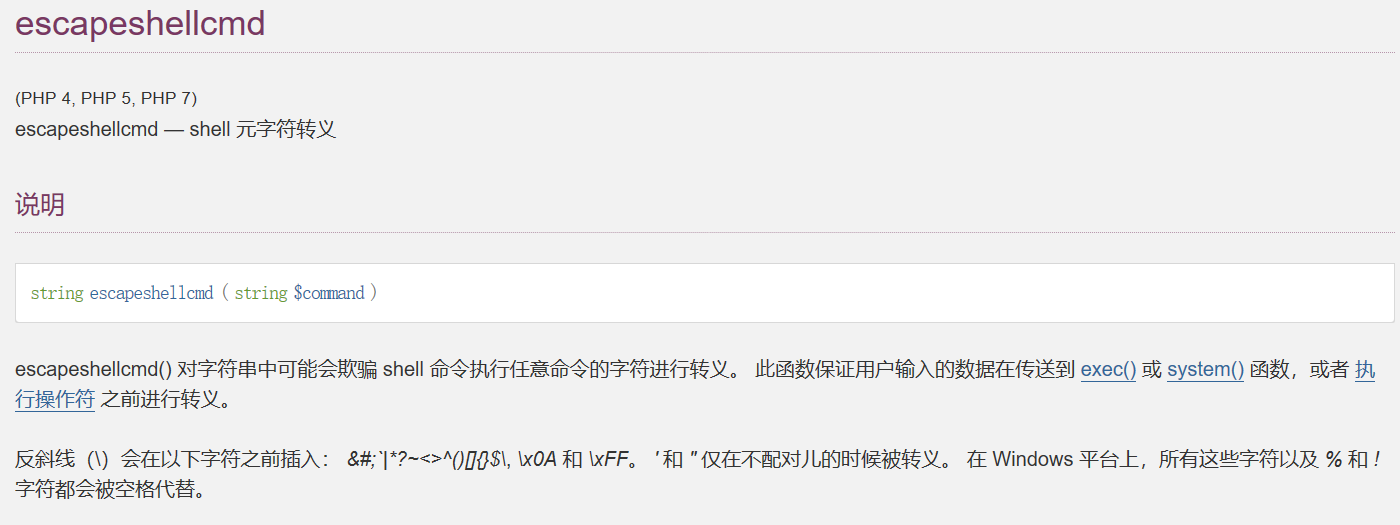 escapeshellcmd
(PHP 4, PHP 5, PHP 7)
escapeshellcmd — shell 元字符转义
说明
string escapeshellcmd ( string $command )
escapeshellcmd() 对字符串中可能会欺骗 shell 命令执行任意命令的字符进行转义。 此函数保证用户输入的数据在传送到 exec() 或 system() 函数，或者 执
行操作符 之前进行转义。
反斜线（\）会在以下字符之前插入： &#;`|*?~<>^()[]{}$\, \x0A 和 \xFF。 ' 和 " 仅在不配对儿的时候被转义。 在 Windows 平台上，所有这些字符以及 % 和 !
字符都会被空格代替。